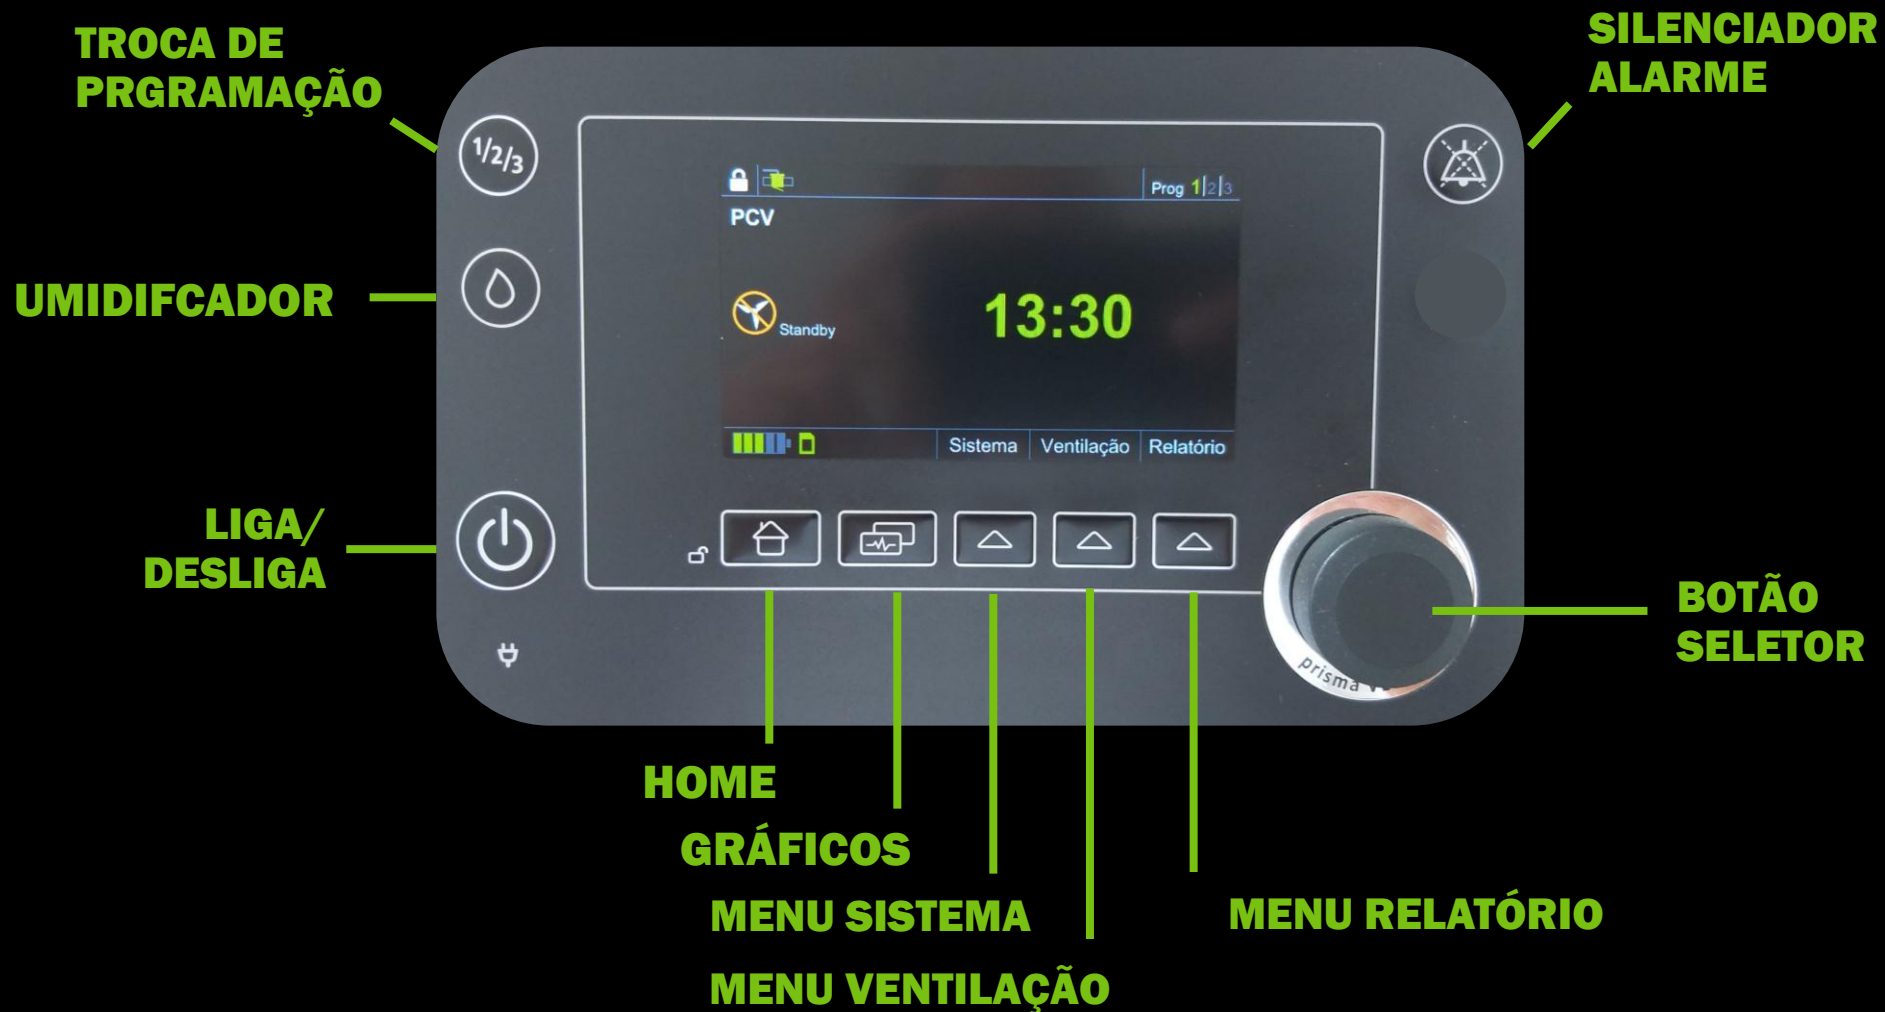 TROCA DE
PRGRAMAÇÃO
SILENCIADOR
ALARME
1/2/3
Prog 1 2 3
PCV
UMIDIFCADOR
Standby
13:30
Sistema Ventilação Relatório
LIGA/
DESLIGA
BOTÃO
SELETOR
prisma
HOME
GRÁFICOS
MENU SISTEMA
MENU RELATÓRIO
MENU VENTILAÇÃO